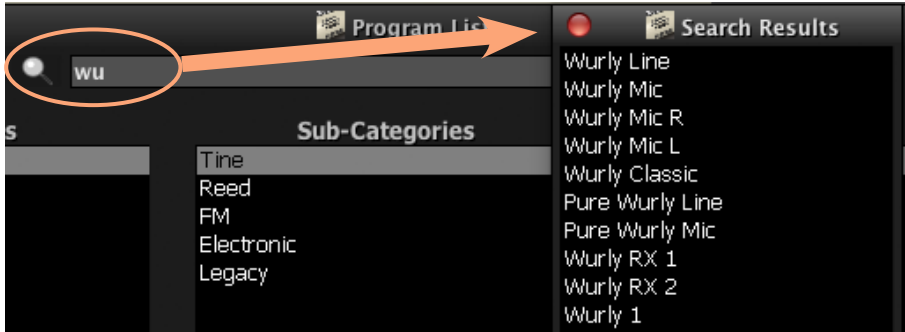 Program Lis
wu
s
Sub-Categories
Tine
Reed
FM
Electronic
Legacy
Search Results
Wurly Line
Wurly Mic
Wurly Mic R
Wurly Mic L
Wurly Classic
Pure Wurly Line
Pure Wurly Mic
Wurly RX 1
Wurly RX 2
Wurly 1